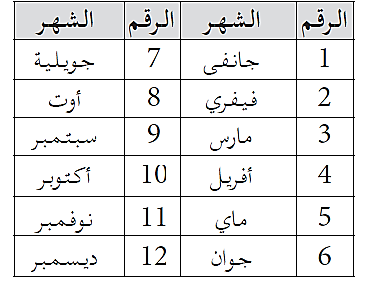 الرقم الشهر الرقم الشهر
1 جانفى 7 جويلية
2 فيفري 8 أوت
3 مارس 9 سبتمبر
4 أفريل 10 أكتوبر
5 ماي 11 نوفمبر
6 جوان 12 ديسمبر